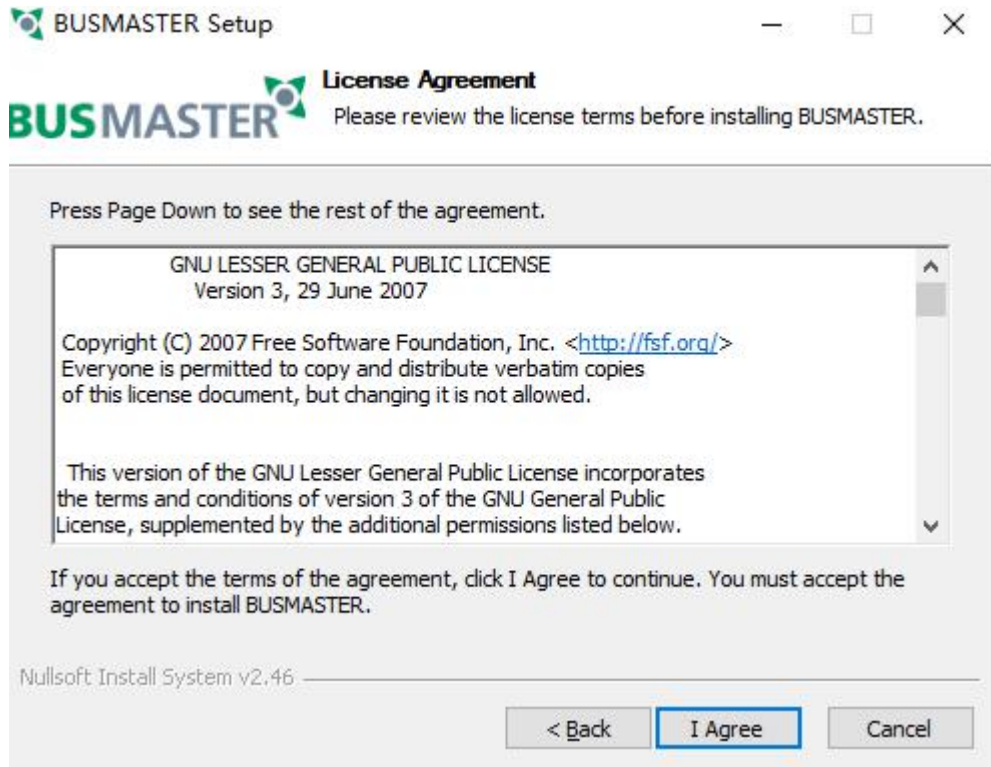 BUSMASTER Setup
BUSMASTER
License Agreement
Please review the license terms before installing BUSMASTER.
Press Page Down to see the rest of the agreement.
GNU LESSER GENERAL PUBLIC LICENSE
Version 3, 29 June 2007
Copyright (C) 2007 Free Software Foundation, Inc. <http://fsf.org/>
Everyone is permitted to copy and distribute verbatim copies
of this license document, but changing it is not allowed.
This version of the GNU Lesser General Public License incorporates
the terms and conditions of version 3 of the GNU General Public
License, supplemented by the additional permissions listed below.
If you accept the terms of the agreement, click I Agree to continue. You must accept the
agreement to install BUSMASTER.
Nullsoft Install System v2.46
< Back
I Agree
Cancel